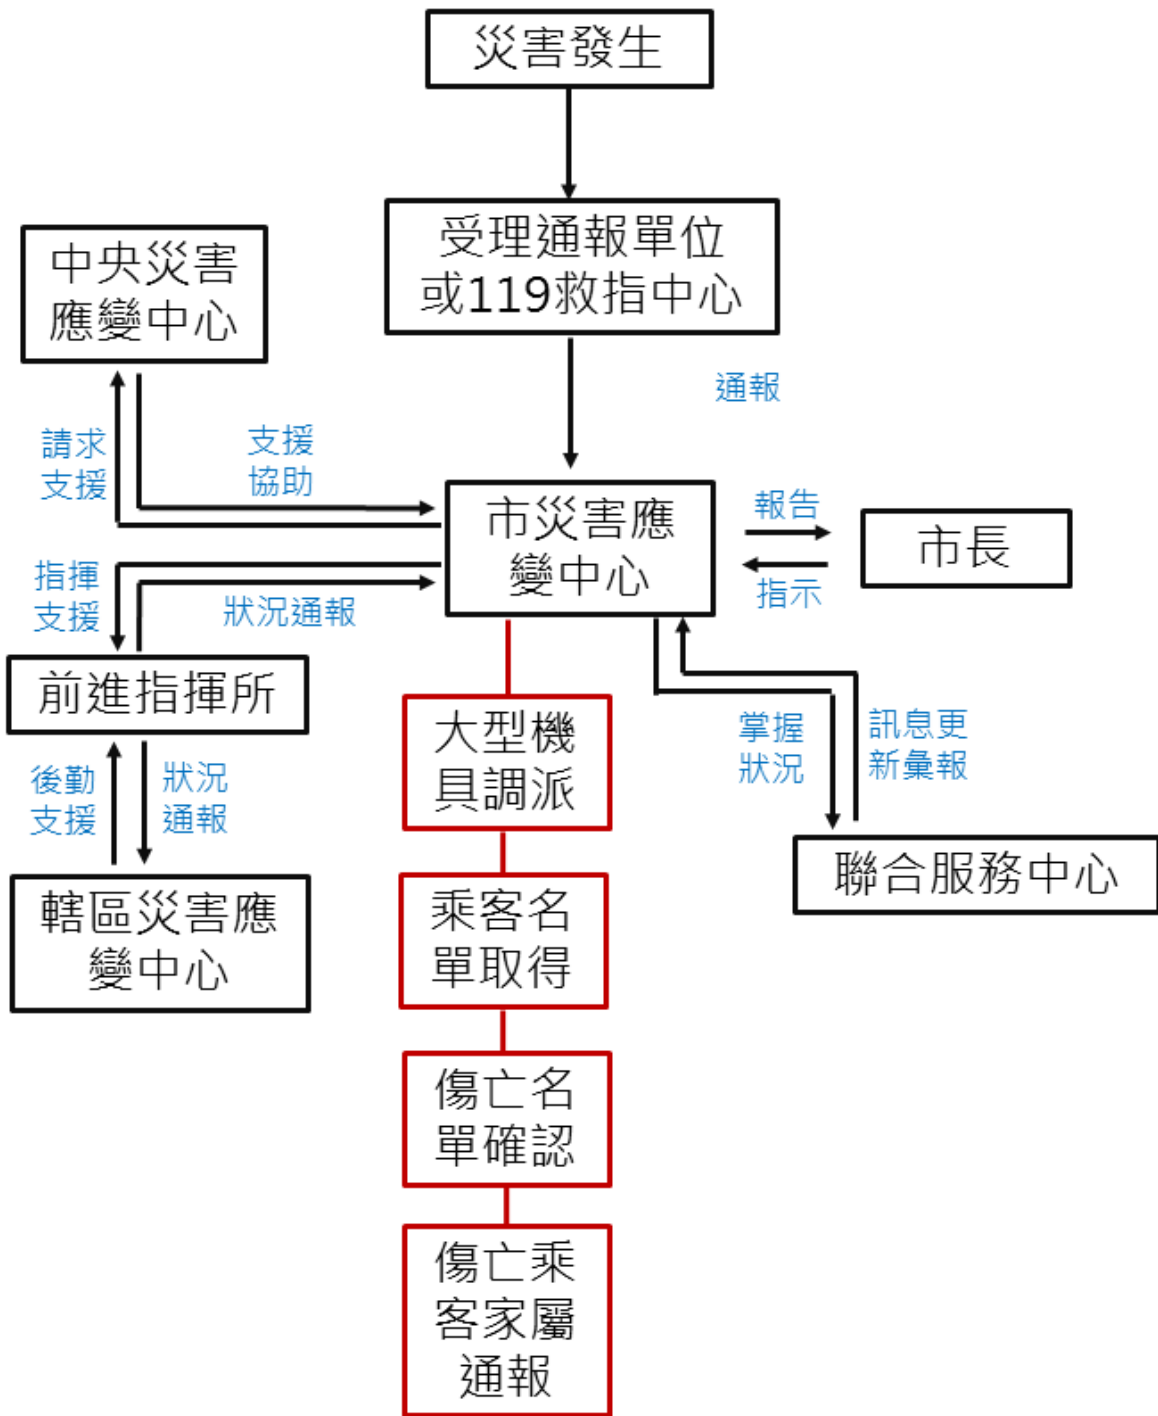 災害發生
受理通報單位
或119救指中心
中央災害
應變中心
通報
請求
支援
支援
協助
市災害應
變中心
報告
指示
市長
指揮
支援
狀況通報
前進指揮所
後勤
支援
狀況
通報
轄區災害應
變中心
大型機
具調派
掌握
狀況
訊息更
新彙報
聯合服務中心
乘客名
單取得
傷亡名
單確認
傷亡乘
客家屬
通報